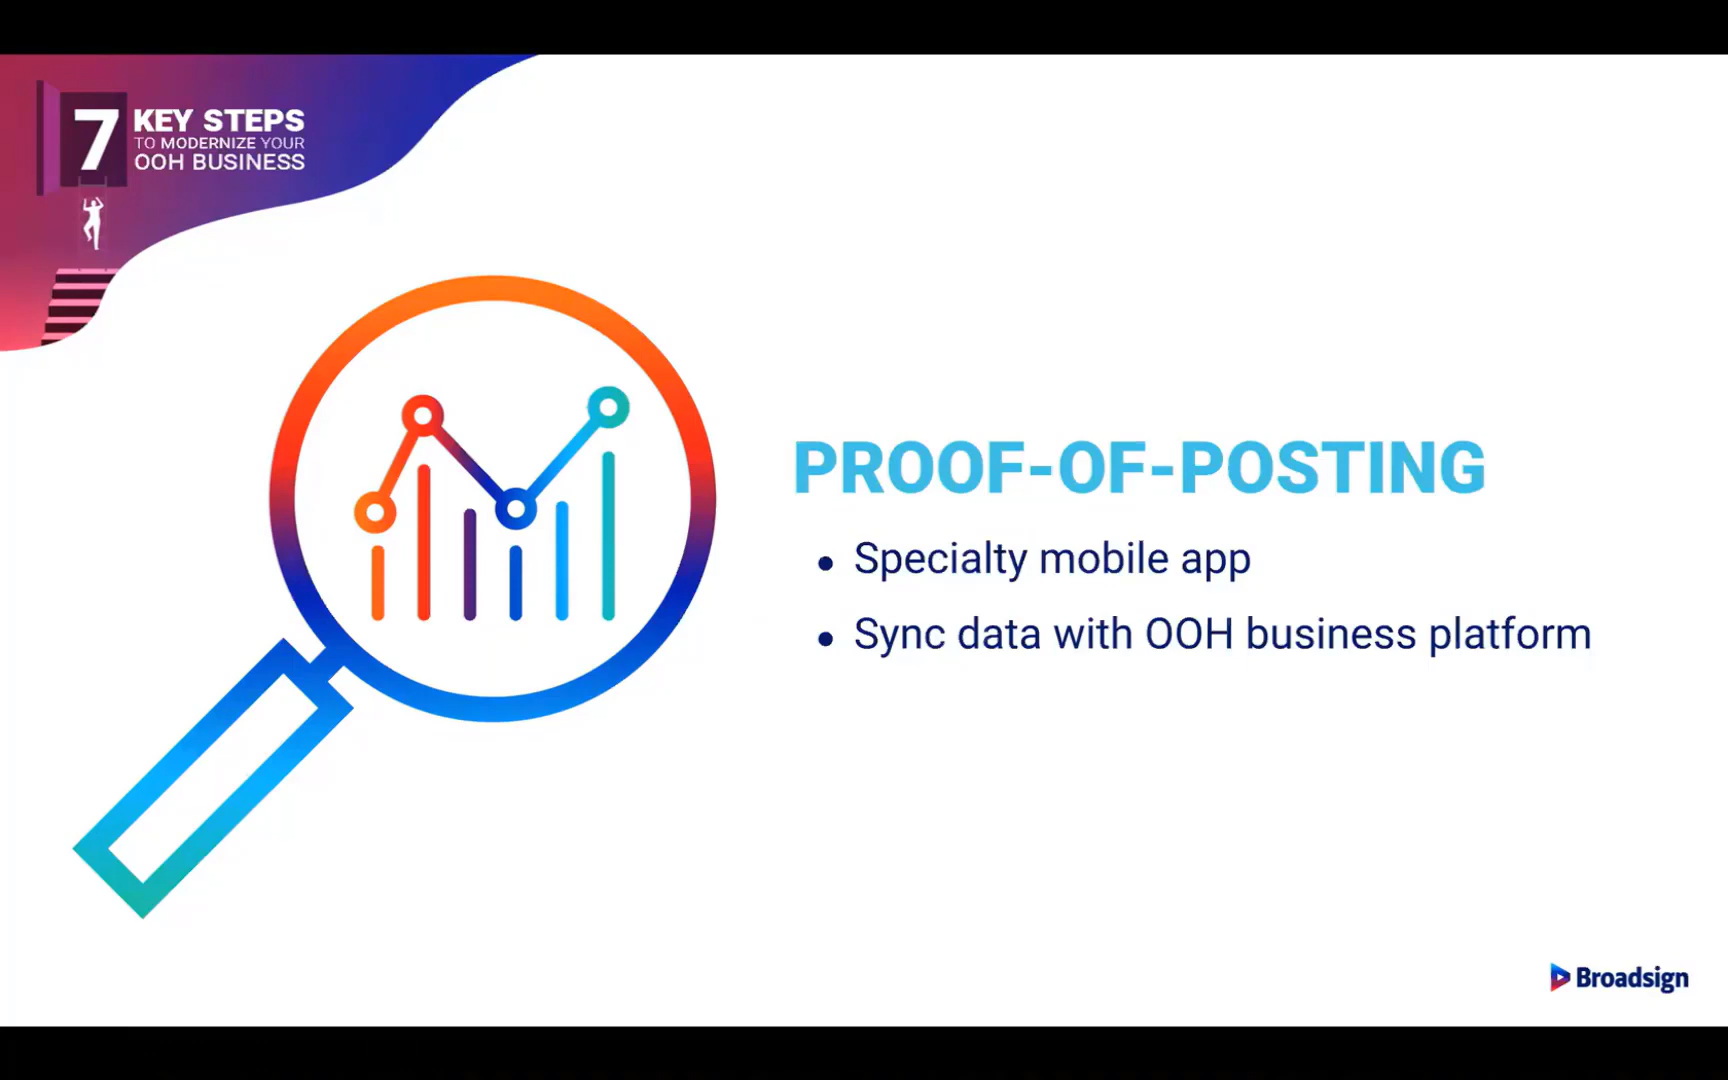 7 KEY STEPS
TO MODERNIZE YOUR
OOH BUSINESS
PROOF-OF-POSTING
• Specialty mobile app
• Sync data with OOH business platform
Broadsign